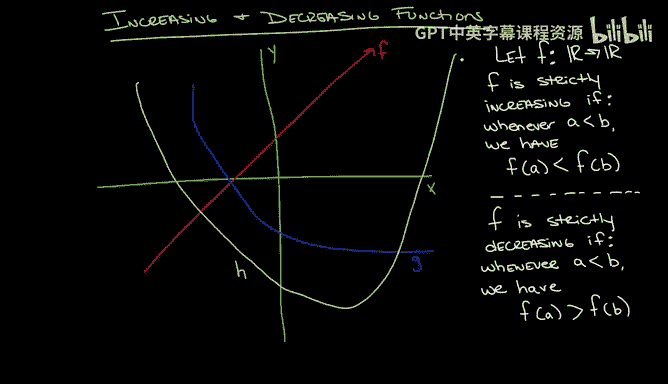 INCREASING & DECREASING FUNCTIONS
GPT中英字幕课程资源 bilibili
y
f
x
h
g
LET f: ℝ→ℝ
f is strictly
INCREASING if:
whenever a<b,
we HAVE
f(a) < f(b)
f is strictly
DECREASING if:
WHENEVER a<b,
we have
f(a) > f(b)